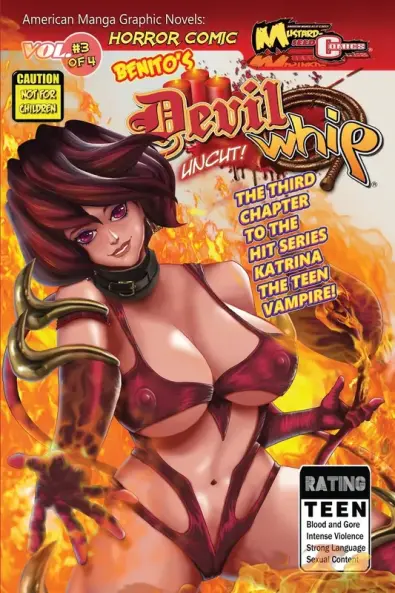 American Manga Graphic Novels:
HORROR COMIC
VOL. #3
OF 4
MUSTARD
SEED
COMICS
CAUTION
NOT FOR
CHILDREN
BENITO'S
Devil
whip
UNCUT!
THE THIRD
CHAPTER
TO THE
HIT SERIES
KATRINA
THE TEEN
VAMPIRE!
RATING
TEEN
Blood and Gore
Intense Violence
Strong Language
Sexual Content